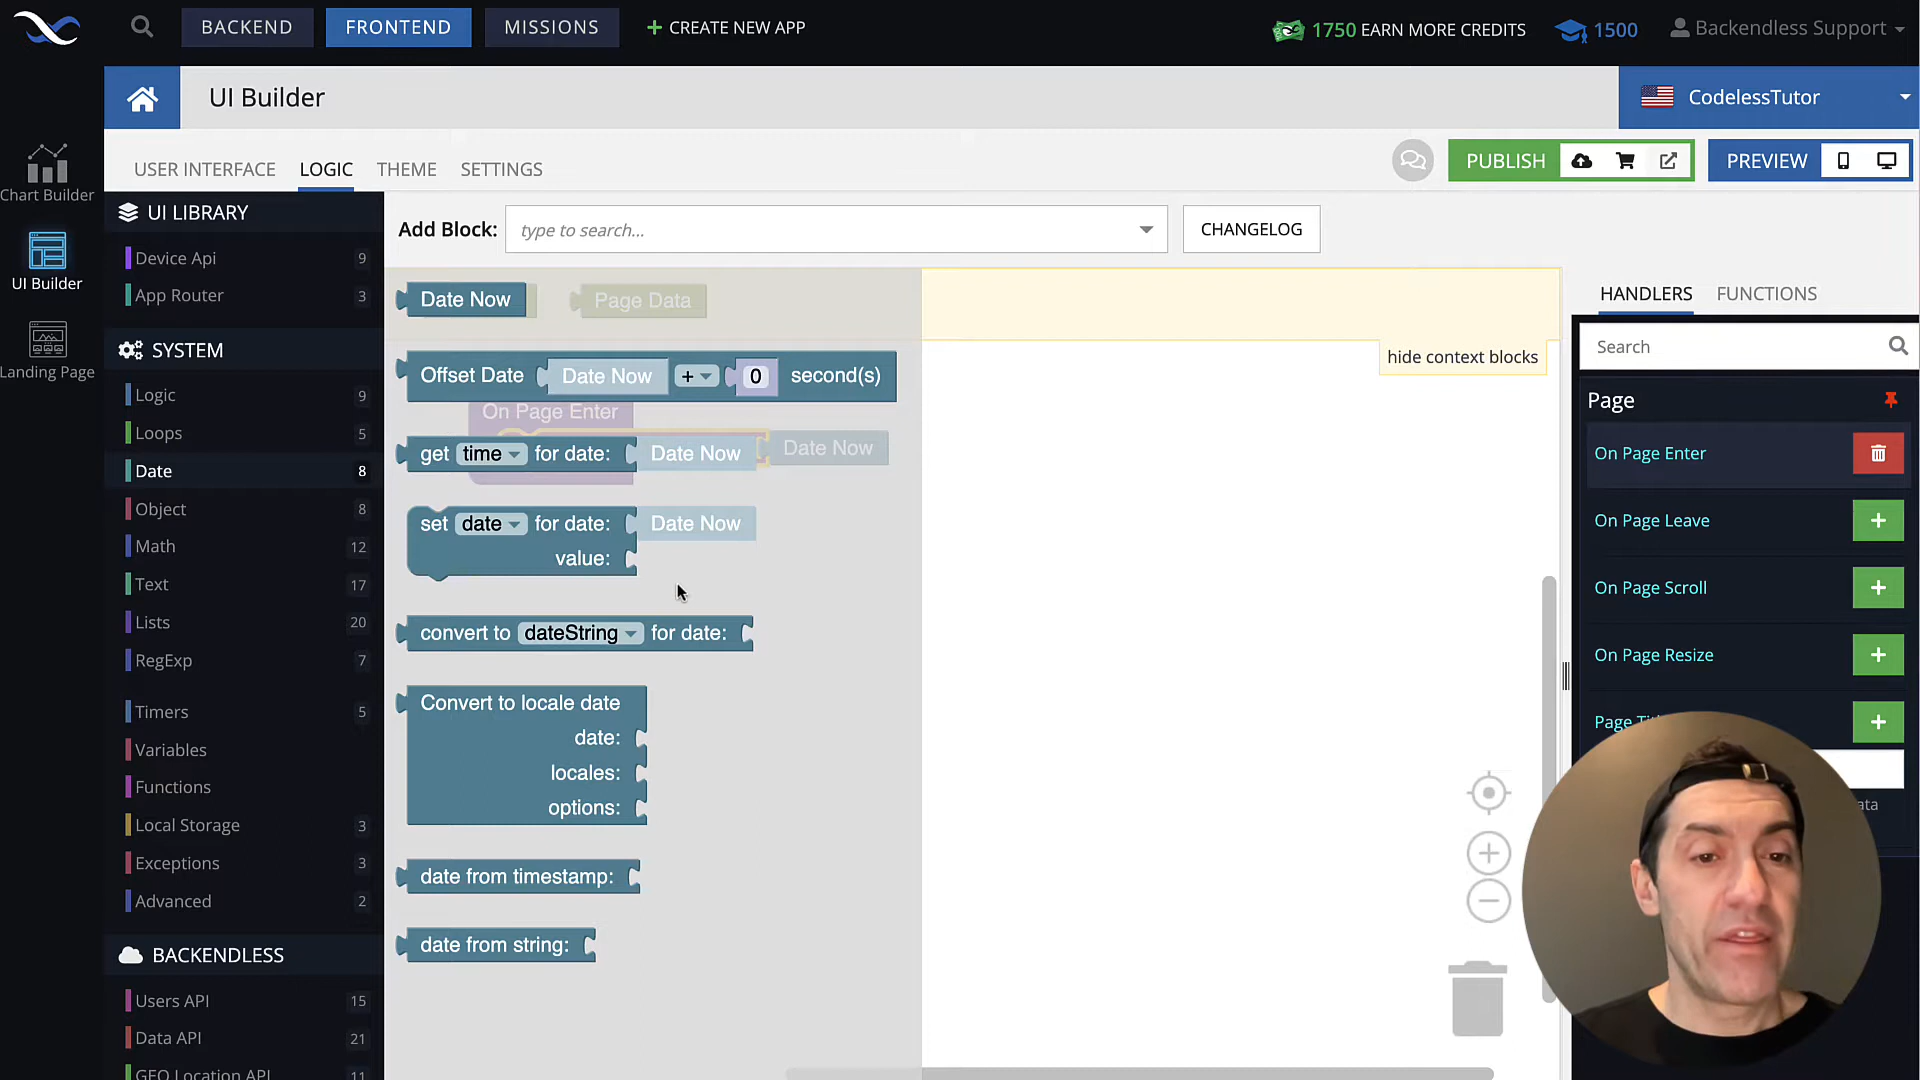 BACKEND
FRONTEND
MISSIONS
+ CREATE NEW APP
1750 EARN MORE CREDITS
1500
Backendless Support
UI Builder
CodelessTutor
USER INTERFACE
LOGIC
THEME
SETTINGS
PUBLISH
PREVIEW
Chart Builder
UI Builder
Landing Page
UI LIBRARY
Device Api 9
App Router 3
SYSTEM
Logic 9
Loops 5
Date 8
Object 8
Math 12
Text 17
Lists 20
RegExp 7
Timers 5
Variables
Functions
Local Storage 3
Exceptions 3
Advanced 2
BACKENDLESS
Users API 15
Data API 21
GEO Location API 11
Add Block: type to search...
CHANGELOG
Date Now
Page Data
hide context blocks
Offset Date Date Now + 0 second(s)
On Page Enter
get time for date: Date Now
Date Now
set date for date: Date Now
value:
convert to dateString for date:
Convert to locale date
date:
locales:
options:
date from timestamp:
date from string:
HANDLERS
FUNCTIONS
Search
Page
On Page Enter
On Page Leave
On Page Scroll
On Page Resize
Page